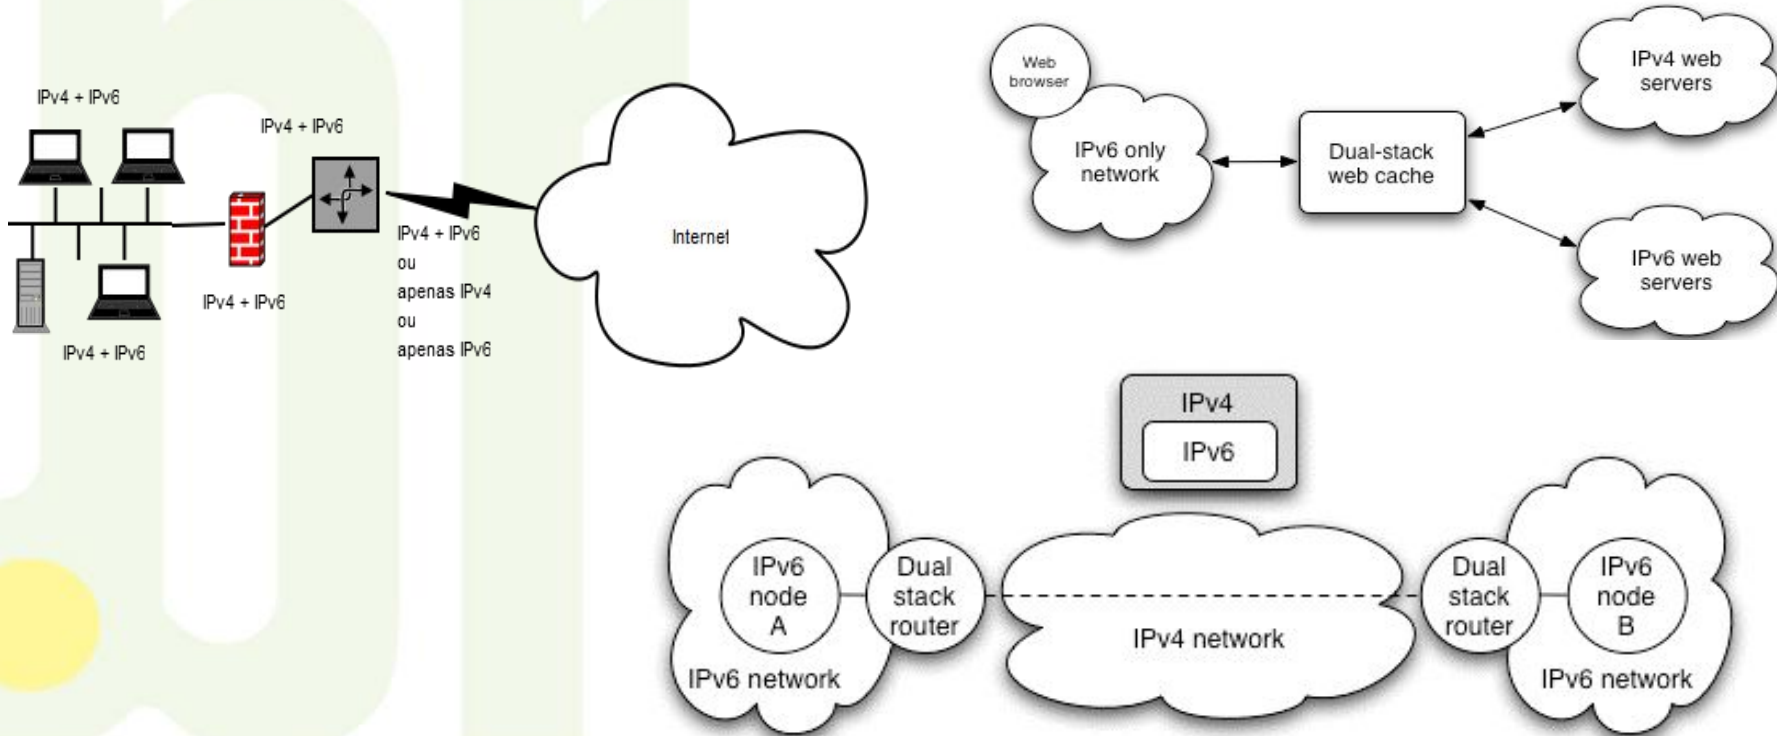 IPv4 + IPv6
IPv4 + IPv6
IPv4 + IPv6
IPv4 + IPv6
IPv4 + IPv6
ou
apenas IPv4
ou
apenas IPv6
Internet
Web
browser
IPv6 only
network
Dual-stack
web cache
IPv4 web
servers
IPv6 web
servers
IPv4
IPv6
IPv6
node
A
Dual
stack
router
IPv6 network
IPv4 network
Dual
stack
router
IPv6
node
B
IPv6 network